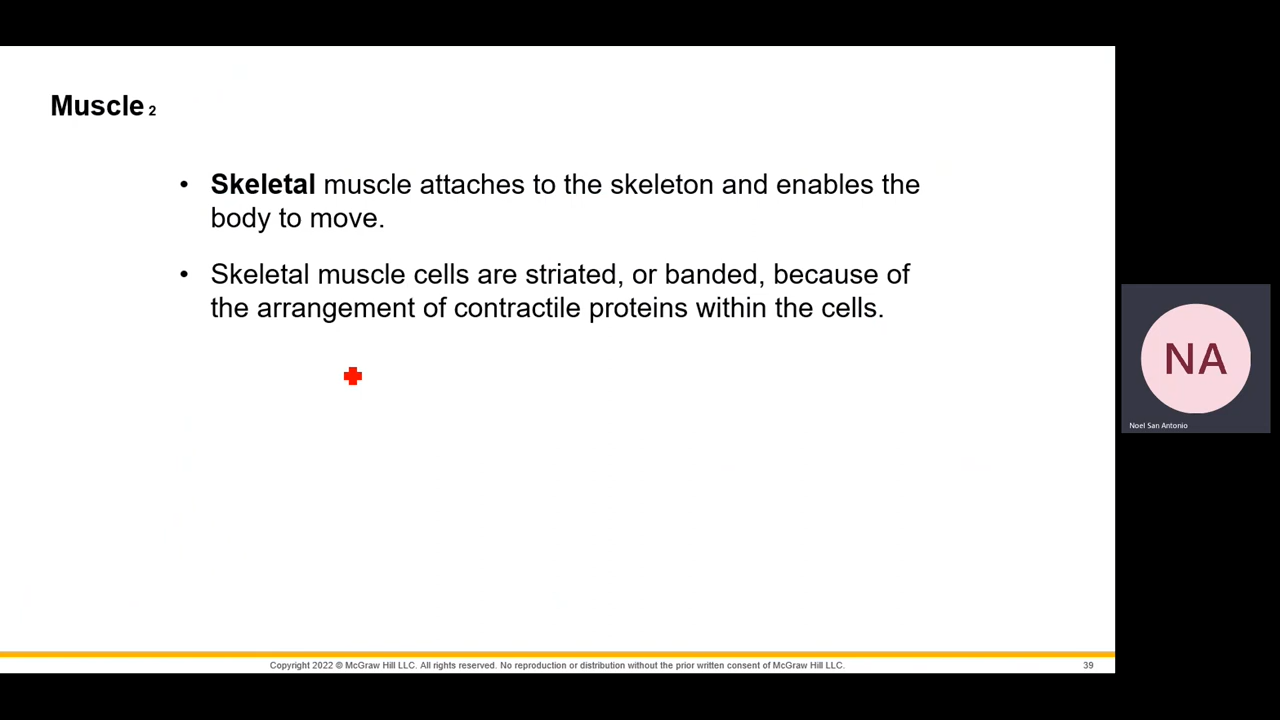 Muscle 2
• Skeletal muscle attaches to the skeleton and enables the
body to move.
• Skeletal muscle cells are striated, or banded, because of
the arrangement of contractile proteins within the cells.
NA
Noel San Antonio
Copyright 2022 © McGraw Hill LLC. All rights reserved. No reproduction or distribution without the prior written consent of McGraw Hill LLC.
39